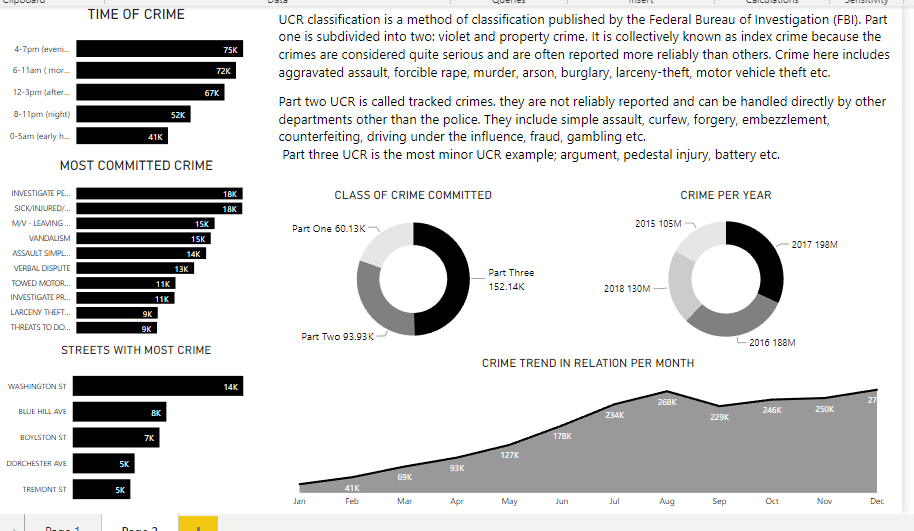 Clipboard
Data
Queries
Insert
Calculations
Sensitivity
TIME OF CRIME
4-7pm (eveni...
75K
6-11am ( mor...
72K
12-3pm (after...
67K
8-11pm (night)
52K
0-5am (early h...
41K
MOST COMMITTED CRIME
INVESTIGATE PE...
18K
SICK/INJURED/...
18K
M/V - LEAVING ...
15K
VANDALISM
15K
ASSAULT SIMPL...
14K
VERBAL DISPUTE
13K
TOWED MOTOR...
11K
INVESTIGATE PR...
11K
LARCENY THEFT...
9K
THREATS TO DO...
9K
STREETS WITH MOST CRIME
WASHINGTON ST
14K
BLUE HILL AVE
8K
BOYLSTON ST
7K
DORCHESTER AVE
5K
TREMONT ST
5K
UCR classification is a method of classification published by the Federal Bureau of Investigation (FBI). Part
one is subdivided into two: violet and property crime. It is collectively known as index crime because the
crimes are considered quite serious and are often reported more reliably than others. Crime here includes
aggravated assault, forcible rape, murder, arson, burglary, larceny-theft, motor vehicle theft etc.
Part two UCR is called tracked crimes. they are not reliably reported and can be handled directly by other
departments other than the police. They include simple assault, curfew, forgery, embezzlement,
counterfeiting, driving under the influence, fraud, gambling etc.
Part three UCR is the most minor UCR example; argument, pedestal injury, battery etc.
CLASS OF CRIME COMMITTED
Part One 60.13K
Part Three
152.14K
Part Two 93.93K
CRIME PER YEAR
2015 105M
2017 198M
2018 130M
2016 188M
CRIME TREND IN RELATION PER MONTH
41K
69K
93K
127K
178K
234K
268K
229K
246K
250K
27
Jan
Feb
Mar
Apr
May
Jun
Jul
Aug
Sep
Oct
Nov
Dec
Page 1
Page 2